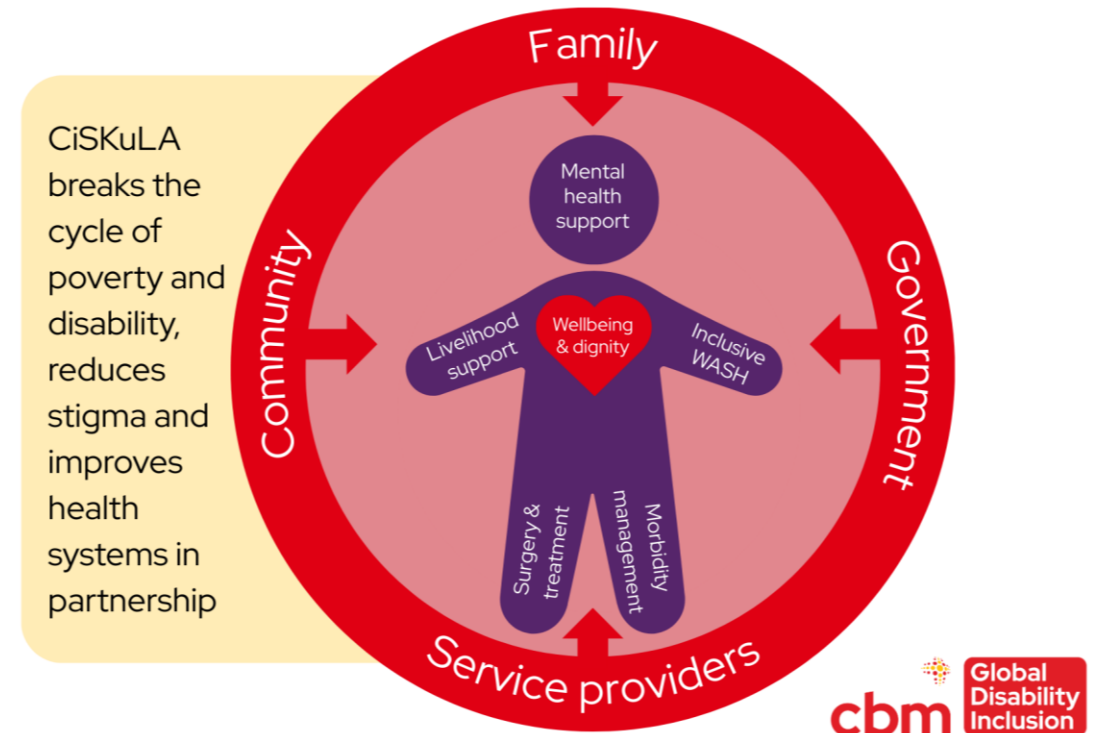 CiSKuLA
breaks the
cycle of
poverty and
disability,
reduces
stigma and
improves
health
systems in
partnership
Family
Community
Government
Service providers
Mental
health
support
Livelihood
support
Wellbeing
& dignity
Inclusive
WASH
Surgery &
treatment
Morbidity
management
cbm
Global
Disability
Inclusion